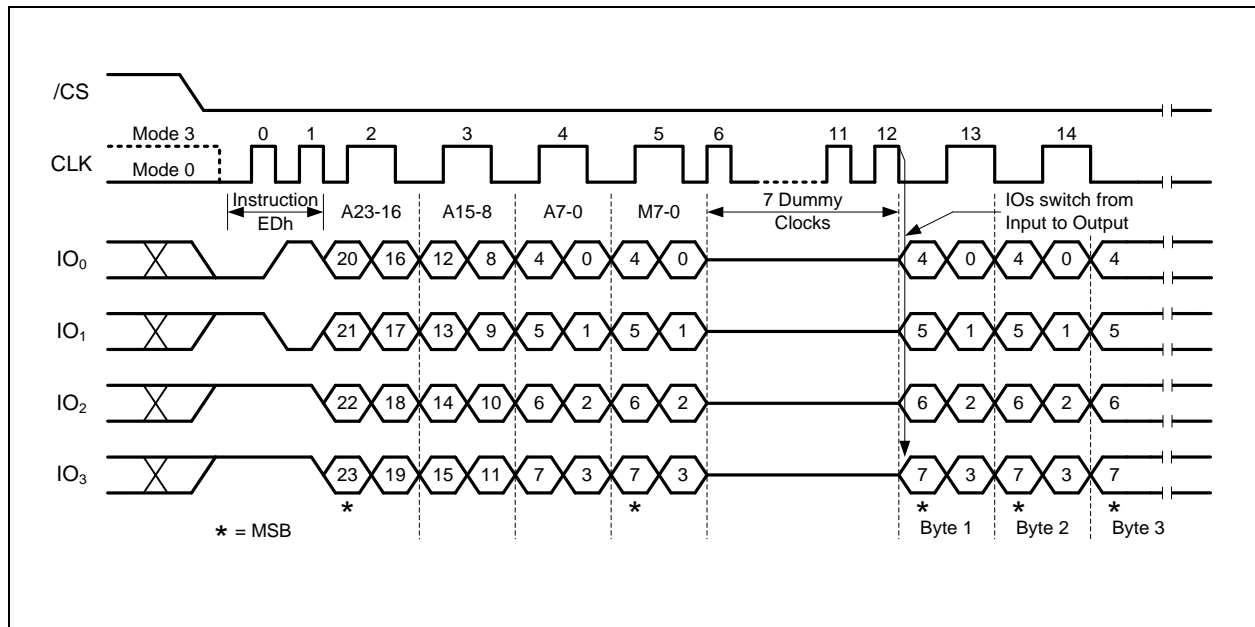 /CS
Mode 3 0 1 2 3 4 5 6 11 12 13 14
CLK Mode 0
Instruction EDh A23-16 A15-8 A7-0 M7-0 7 Dummy Clocks IOs switch from Input to Output
IO0 20 16 12 8 4 0 4 0 4 0 4 0 4
IO1 21 17 13 9 5 1 5 1 5 1 5 1 5
IO2 22 18 14 10 6 2 6 2 6 2 6 2 6
IO3 23 19 15 11 7 3 7 3 7 3 7 3 7
* * * * *
* = MSB Byte 1 Byte 2 Byte 3